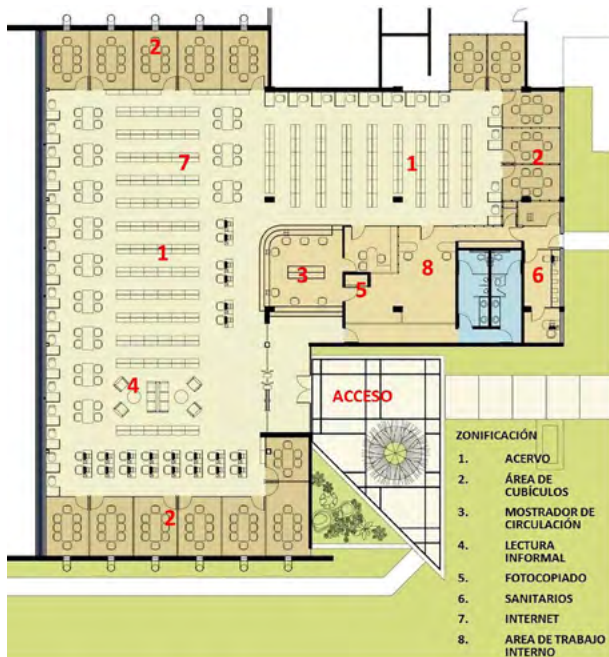 2
7
1
2
1
3
8
5
6
4
ACCESO
2
ZONIFICACIÓN
1. ACERVO
2. ÁREA DE
CUBÍCULOS
3. MOSTRADOR DE
CIRCULACIÓN
4. LECTURA
INFORMAL
5. FOTOCOPIADO
6. SANITARIOS
7. INTERNET
8. AREA DE TRABAJO
INTERNO